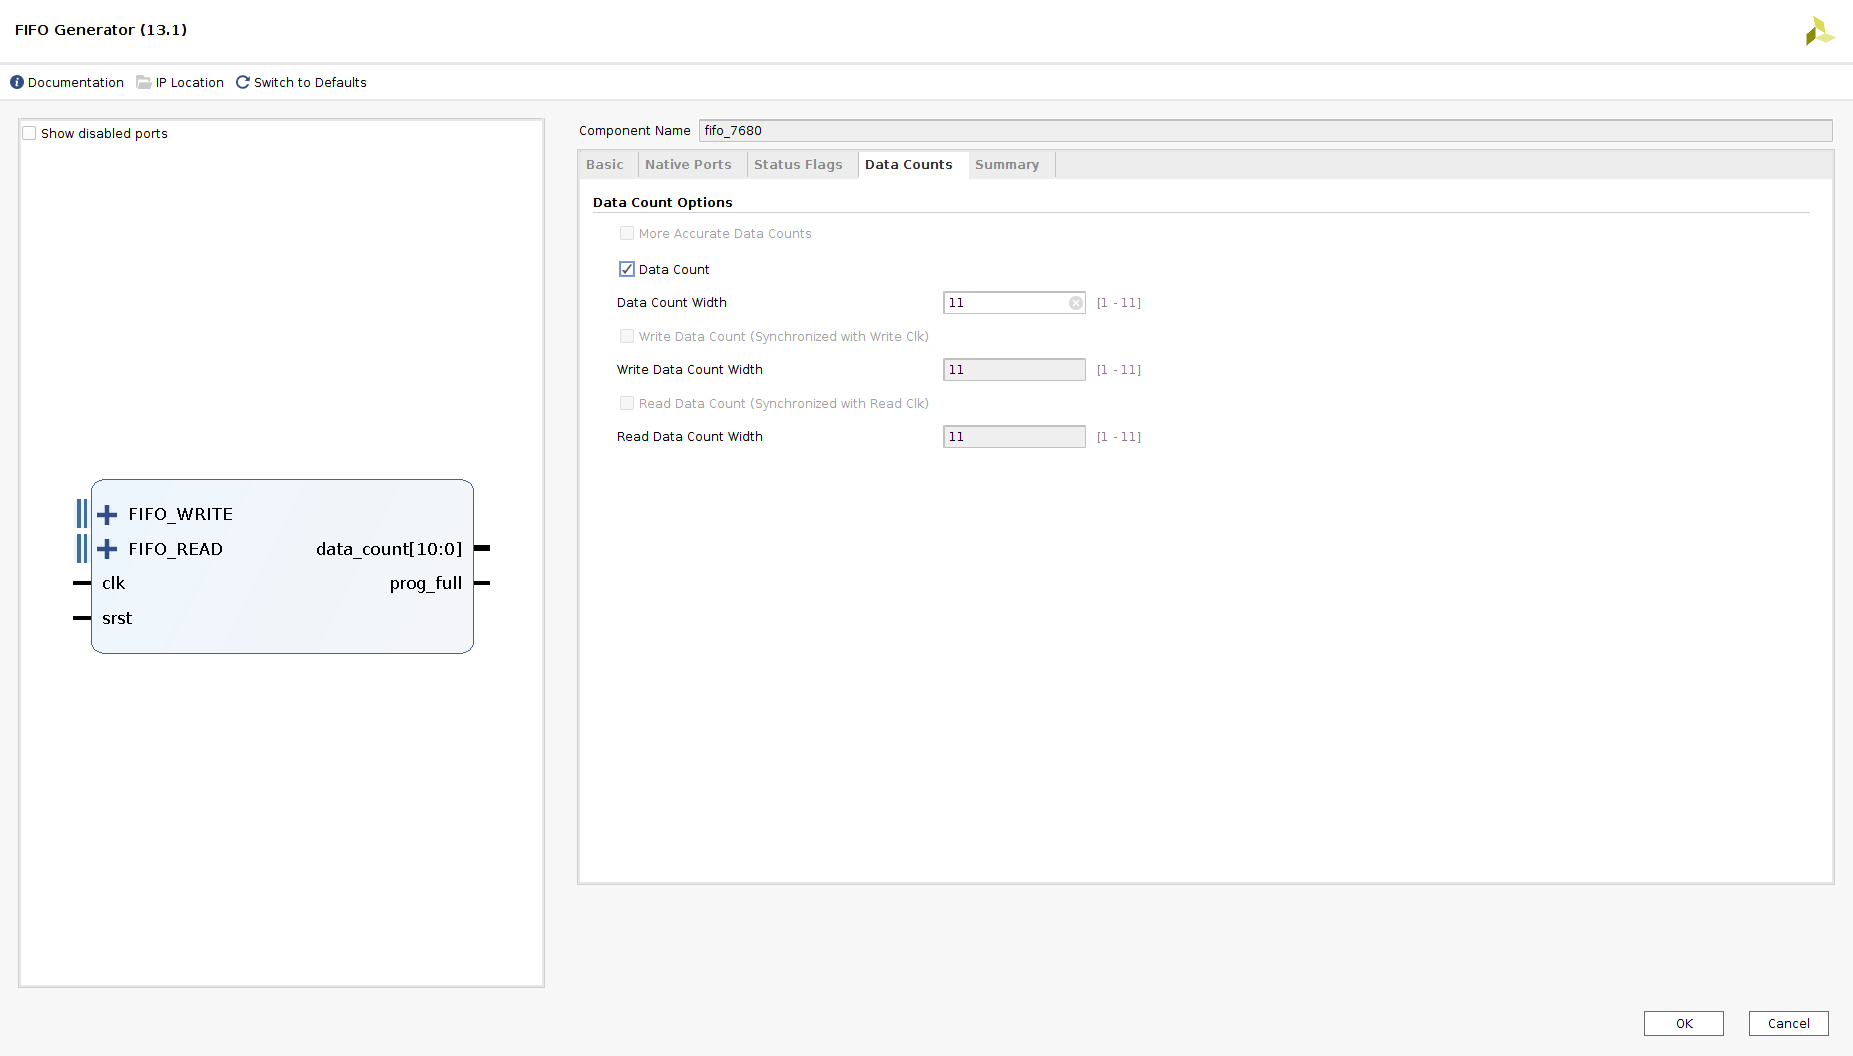 FIFO Generator (13.1)
Documentation IP Location Switch to Defaults
Show disabled ports
FIFO_WRITE
FIFO_READ data_count[10:0]
clk prog_full
srst
Component Name fifo_7680
Basic Native Ports Status Flags Data Counts Summary
Data Count Options
More Accurate Data Counts
Data Count
Data Count Width 11 [1 - 11]
Write Data Count (Synchronized with Write Clk)
Write Data Count Width 11 [1 - 11]
Read Data Count (Synchronized with Read Clk)
Read Data Count Width 11 [1 - 11]
OK Cancel